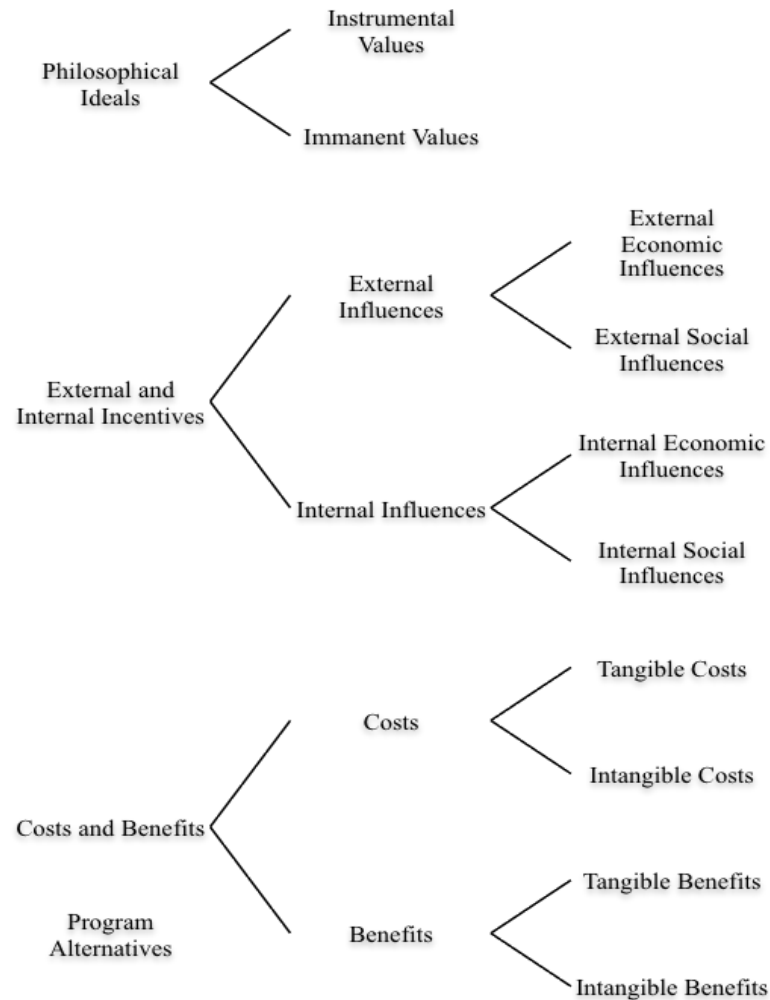 Instrumental
Values
Philosophical
Ideals
Immanent Values
External
Economic
Influences
External
Influences
External Social
Influences
External and
Internal Incentives
Internal Economic
Influences
Internal Influences
Internal Social
Influences
Tangible Costs
Costs
Intangible Costs
Costs and Benefits
Tangible Benefits
Program
Alternatives
Benefits
Intangible Benefits